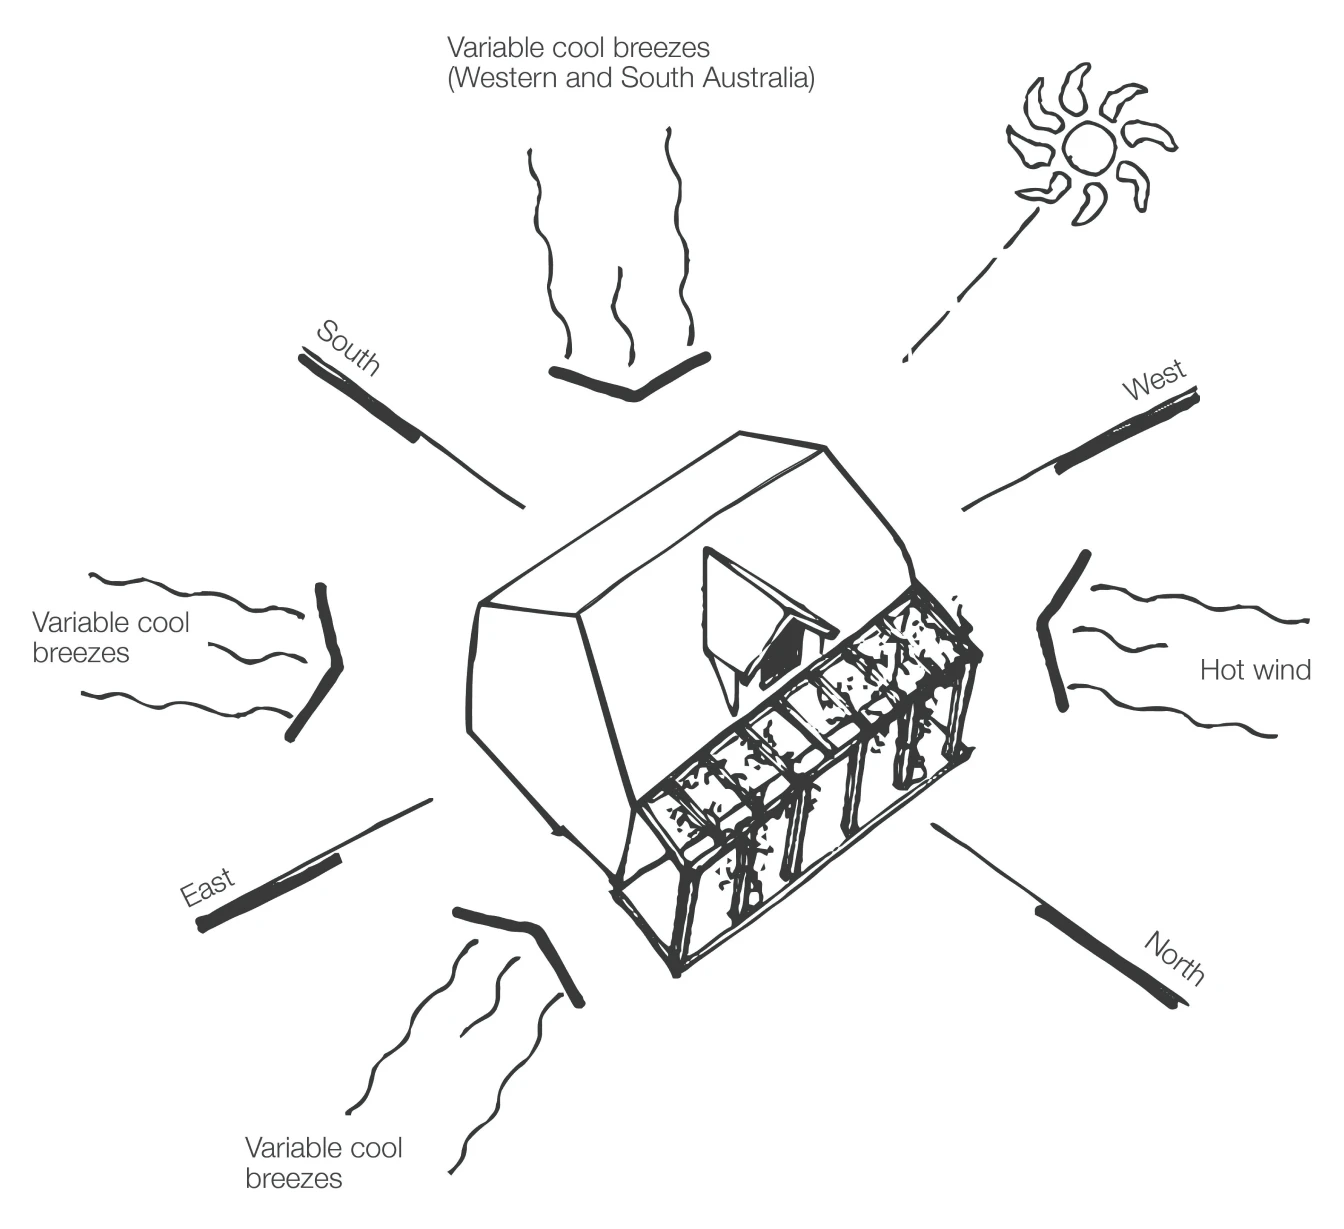 Variable cool breezes
(Western and South Australia)
South
West
Variable cool
breezes
Hot wind
East
North
Variable cool
breezes